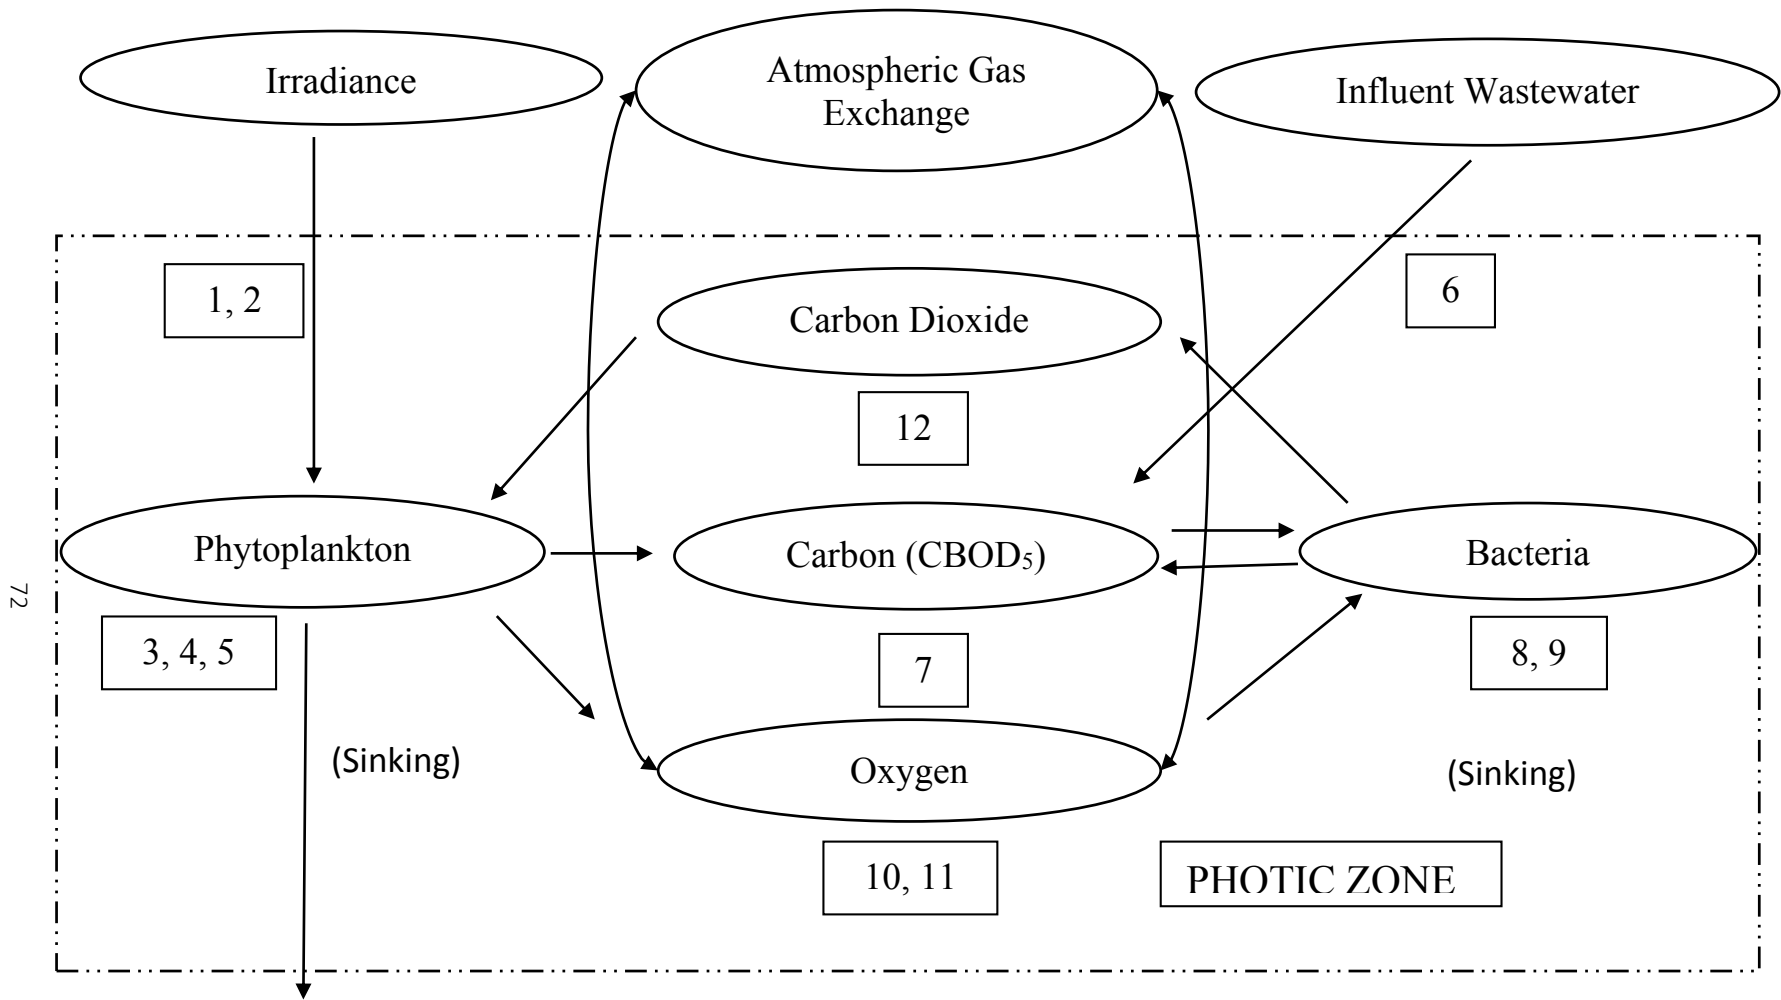 Irradiance
Atmospheric Gas
Exchange
Influent Wastewater
1, 2
6
Carbon Dioxide
12
Phytoplankton
Carbon (CBOD₅)
Bacteria
72
3, 4, 5
7
8, 9
(Sinking)
Oxygen
(Sinking)
10, 11
PHOTIC ZONE